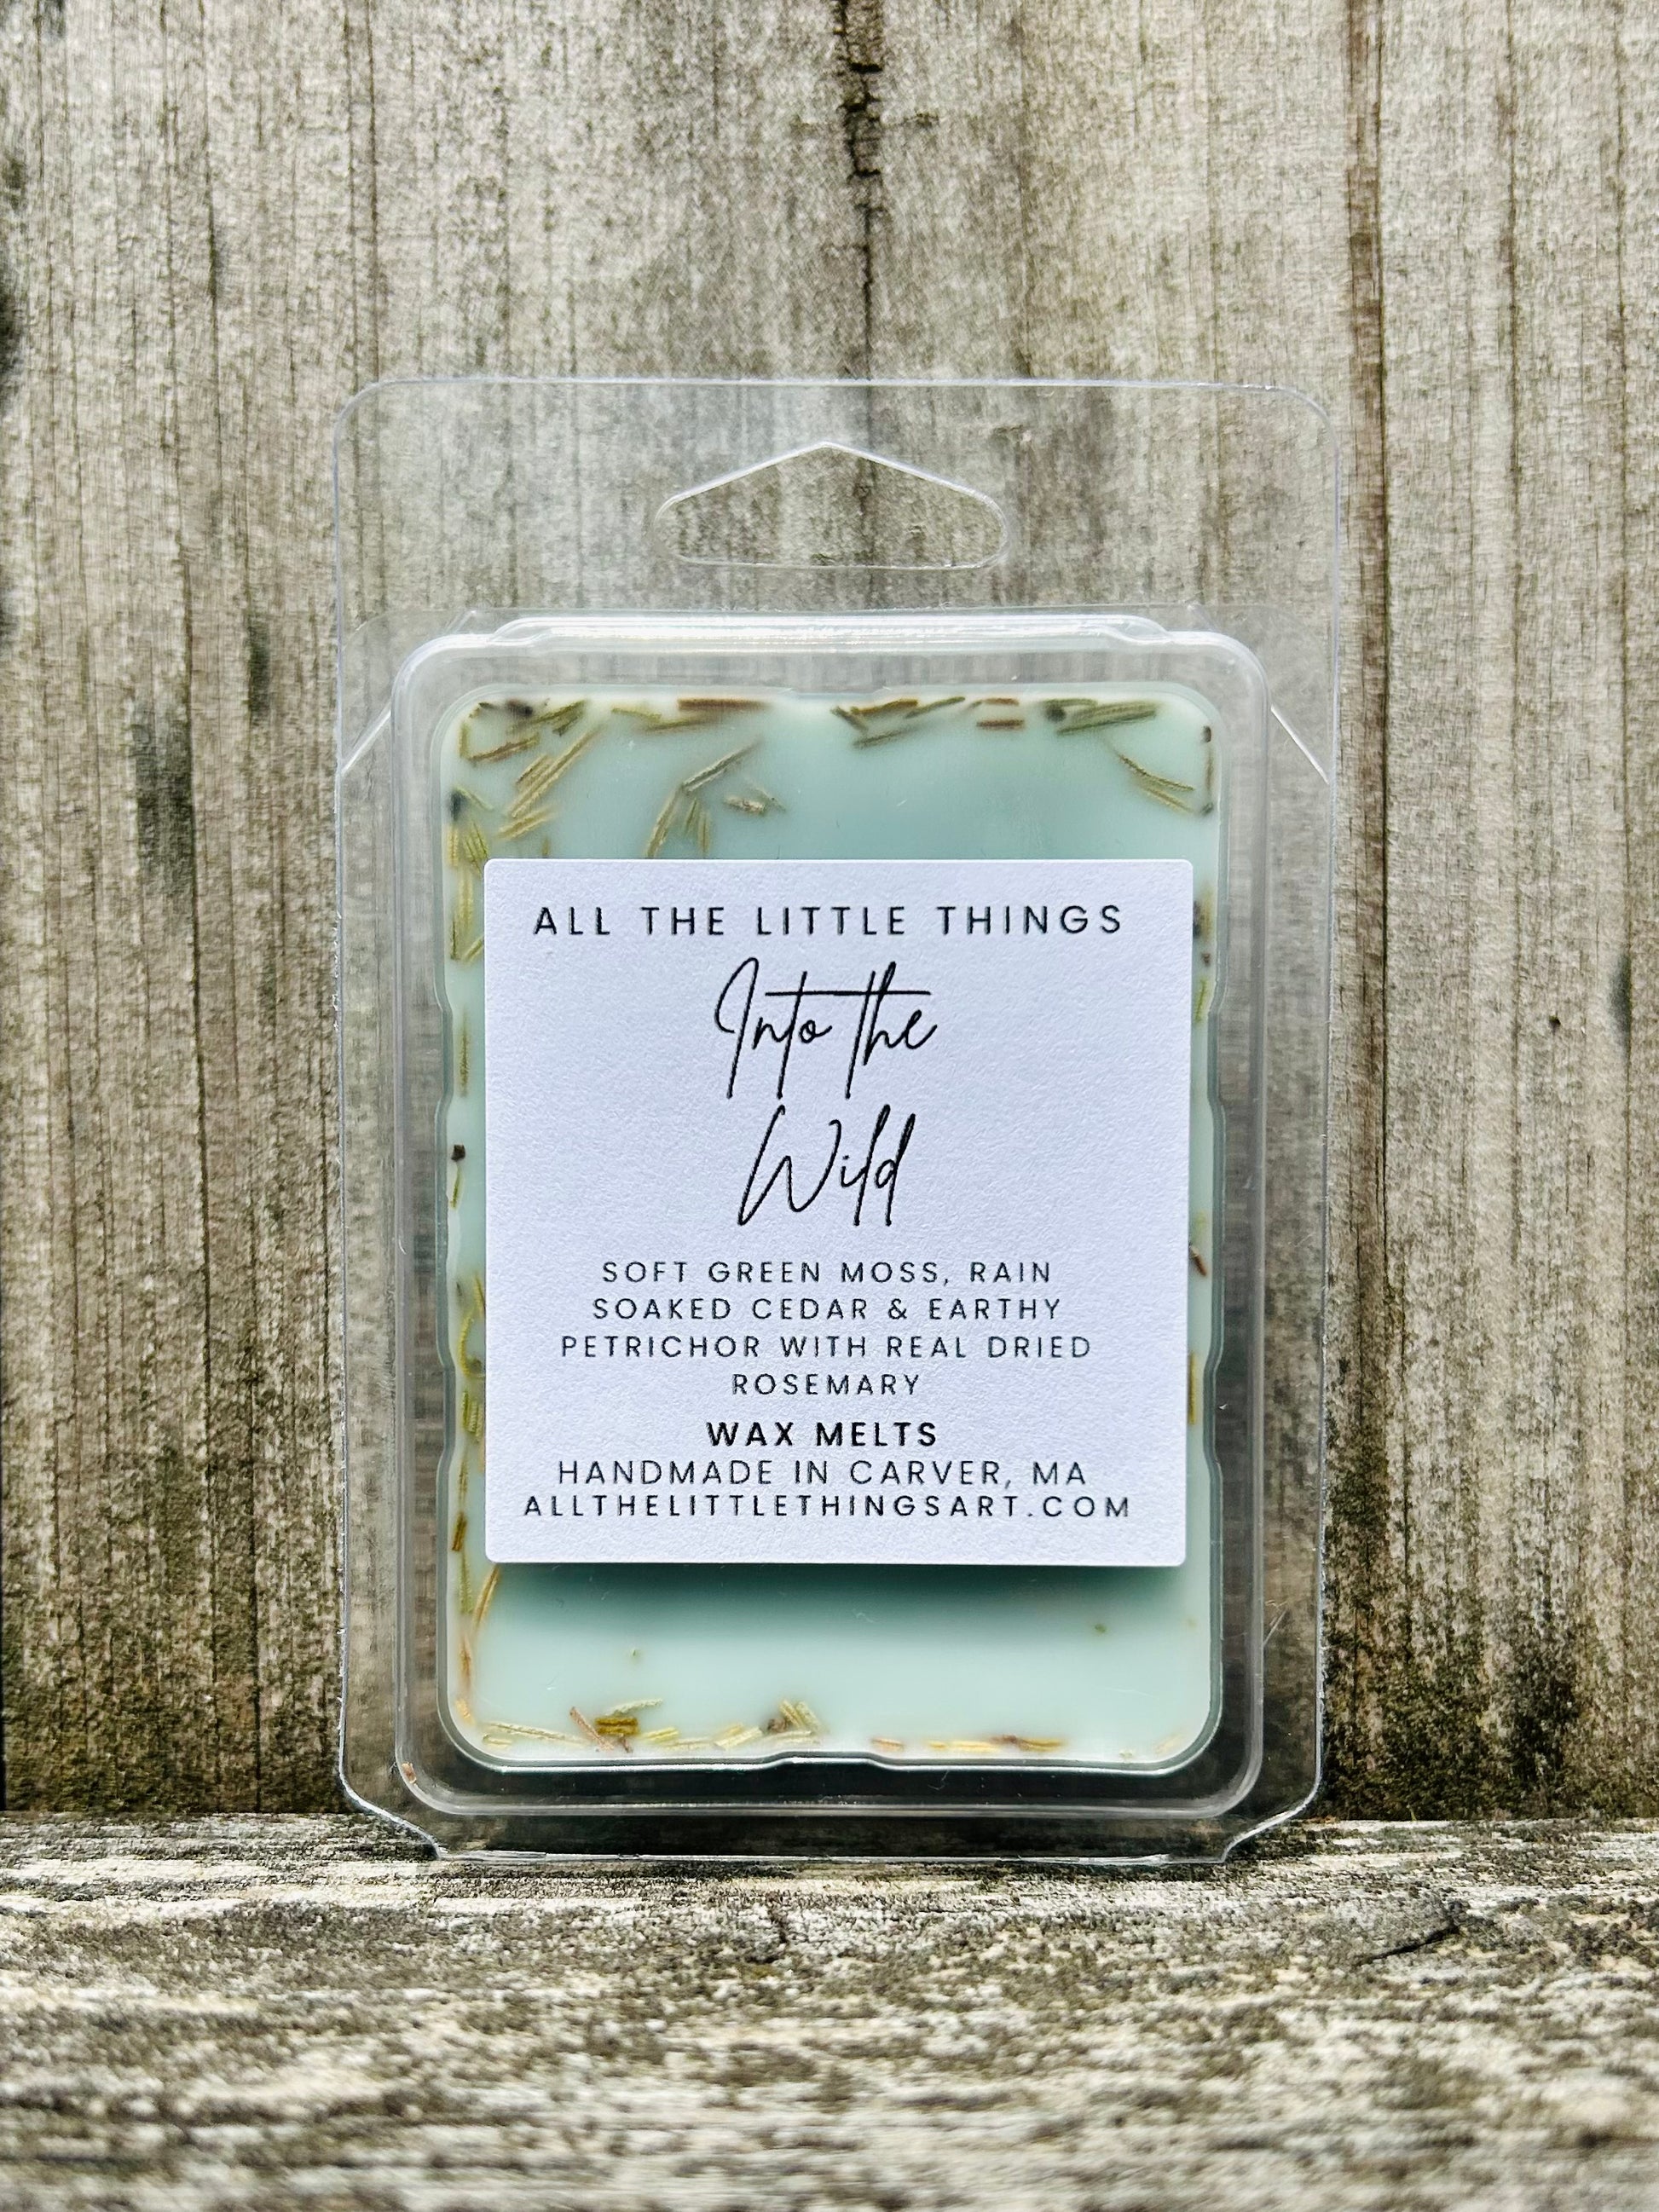 ALL THE LITTLE THINGS
Into the
Wild
SOFT GREEN MOSS, RAIN
SOAKED CEDAR & EARTHY
PETRICHOR WITH REAL DRIED
ROSEMARY
WAX MELTS
HANDMADE IN CARVER, MA
ALLTHELITTLETHINGSART.COM